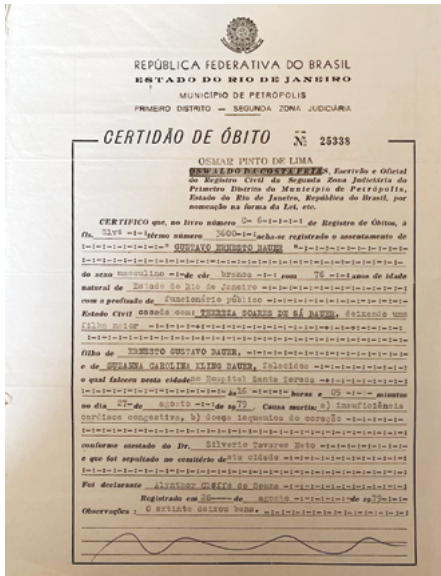 REPÚBLICA FEDERATIVA DO BRASIL
ESTADO DO RIO DE JANEIRO
MUNICÍPIO DE PETRÓPOLIS
PRIMEIRO DISTRITO — SEGUNDA ZONA JUDICIÁRIA
CERTIDÃO DE ÓBITO Nº 25338
OSMAR PINTO DE LIMA
OSWALDO DA COSTA FRIAS, Escrivão e Oficial
do Registro Civil da Segunda Zona Judiciária do
Primeiro Distrito do Município de Petrópolis,
Estado do Rio de Janeiro, República do Brasil, por
nomeação na forma da Lei, etc.
CERTIFICO que, no livro número C- 6 de Registro de Óbitos, à
fls. 21vº têrmo número 3600 acha-se registrado o assentamento de
" GUSTAVO ERNESTO BAUER "
do sexo masculino de côr branca com 76 anos de idade
natural de Estado do Rio de Janeiro
com a profissão de funcionário público
Estado Civil casado com: THEREZA SOARES DE SÁ BAUER, deixando um
filho maior
filho de ERNESTO GUSTAVO BAUER,
e de SUZANNA CAROLINA KLING BAUER, falecidos
o qual faleceu nesta cidade no Hospital Santa Teresa
às 16 horas e 05 minutos
no dia 27 de agosto de 1979 Causa mortis: a) insuficiência
cardíaca congestiva, b) doença isquemica do coração
conforme atestado do Dr. Silverio Tavares Neto
e que foi sepultado no cemitério desta cidade
Foi declarante de Souza
Registrado em 28 de agosto de 1979
Observações : O extinto deixou bens.